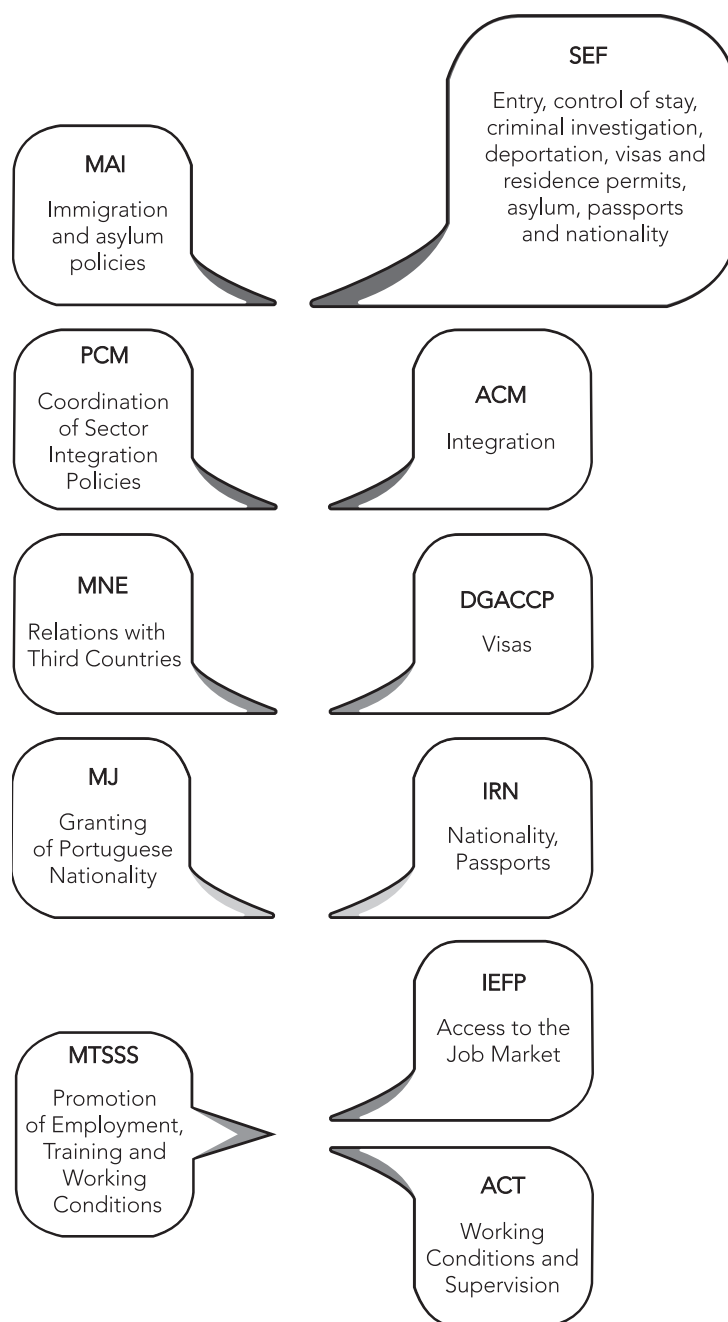 MAI
Immigration
and asylum
policies
SEF
Entry, control of stay,
criminal investigation,
deportation, visas and
residence permits,
asylum, passports
and nationality
PCM
Coordination
of Sector
Integration
Policies
ACM
Integration
MNE
Relations with
Third Countries
DGACCP
Visas
MJ
Granting
of Portuguese
Nationality
IRN
Nationality,
Passports
MTSSS
Promotion
of Employment,
Training and
Working
Conditions
IEFP
Access to the
Job Market
ACT
Working
Conditions and
Supervision